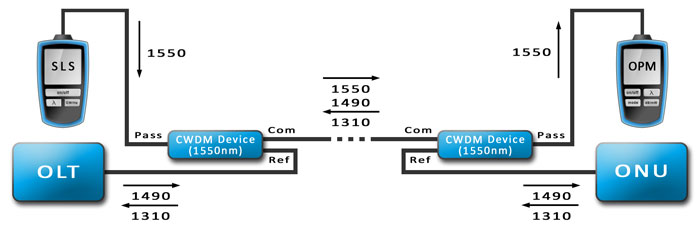 SLS
on/off
λ
1550
Pass
CWDM Device
(1550nm)
Com
Ref
OLT
1490
1310
1550
1490
1310
1550
OPM
on/off
λ
mode
Com
CWDM Device
(1550nm)
Pass
Ref
ONU
1490
1310